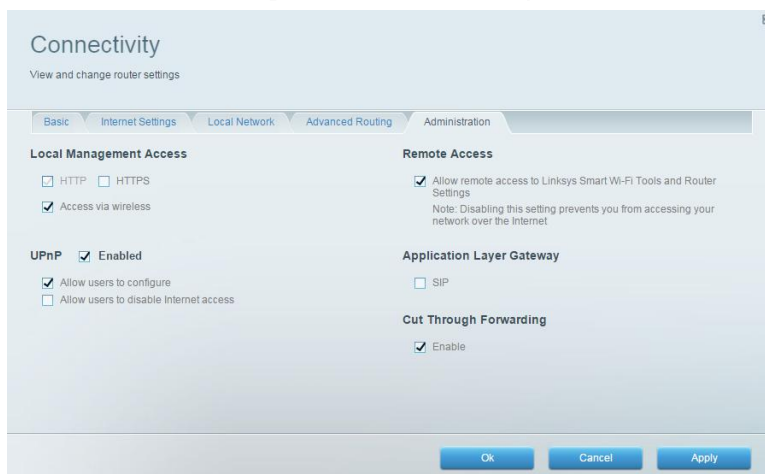 Connectivity
View and change router settings
Basic
Internet Settings
Local Network
Advanced Routing
Administration
Local Management Access
HTTP
HTTPS
Access via wireless
UPnP
Enabled
Allow users to configure
Allow users to disable Internet access
Remote Access
Allow remote access to Linksys Smart Wi-Fi Tools and Router
Settings
Note: Disabling this setting prevents you from accessing your
network over the Internet
Application Layer Gateway
SIP
Cut Through Forwarding
Enable
Ok
Cancel
Apply